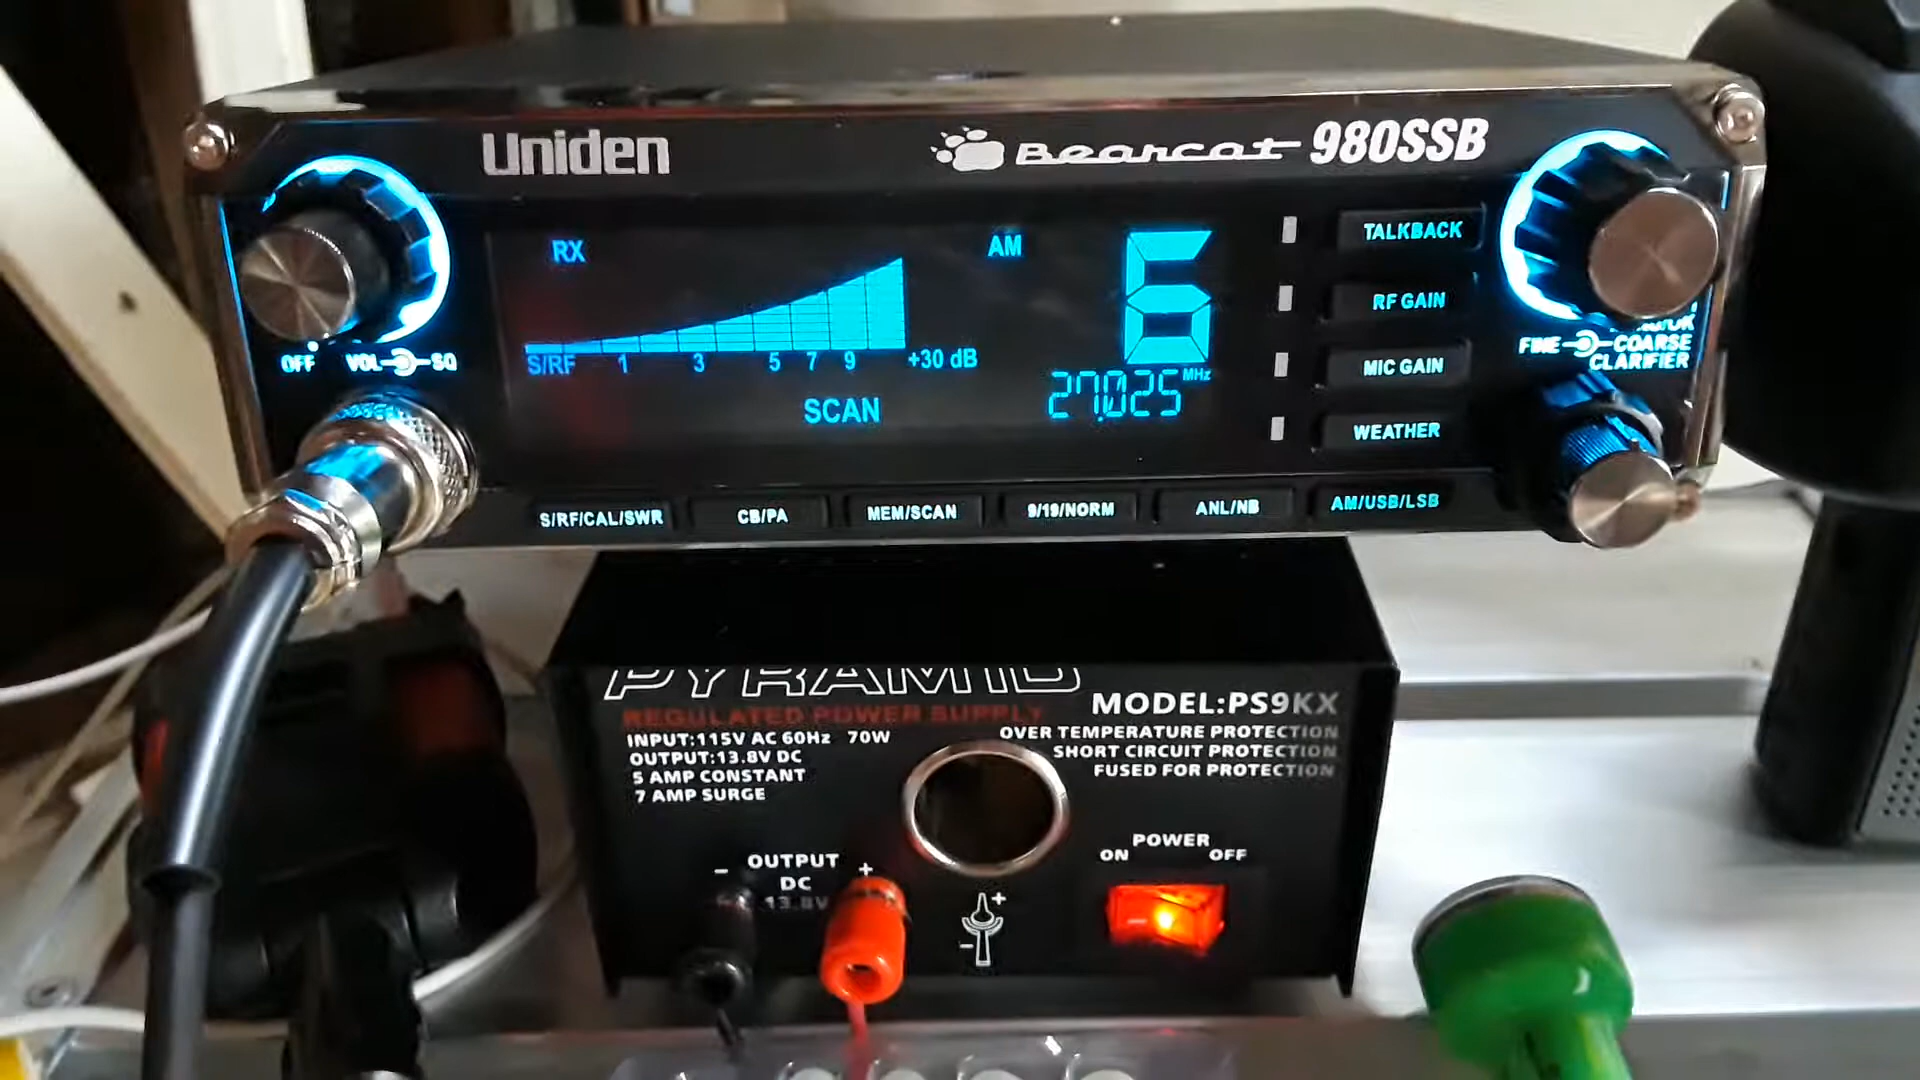 Uniden
Bearcat 980SSB
RX
AM
6
27.025 MHz
S/RF 1 3 5 7 9 +30 dB
SCAN
TALKBACK
RF GAIN
MIC GAIN
WEATHER
OFF VOL SQ
FINE COARSE
CLARIFIER
S/RF/CAL/SWR
CB/PA
MEM/SCAN
9/19/NORM
ANL/NB
AM/USB/LSB
PYRAMID
REGULATED POWER SUPPLY
MODEL:PS9KX
INPUT:115V AC 60Hz 70W
OUTPUT:13.8V DC
5 AMP CONSTANT
7 AMP SURGE
OVER TEMPERATURE PROTECTION
SHORT CIRCUIT PROTECTION
FUSED FOR PROTECTION
- OUTPUT +
DC
13.8V
+
-
POWER
ON OFF